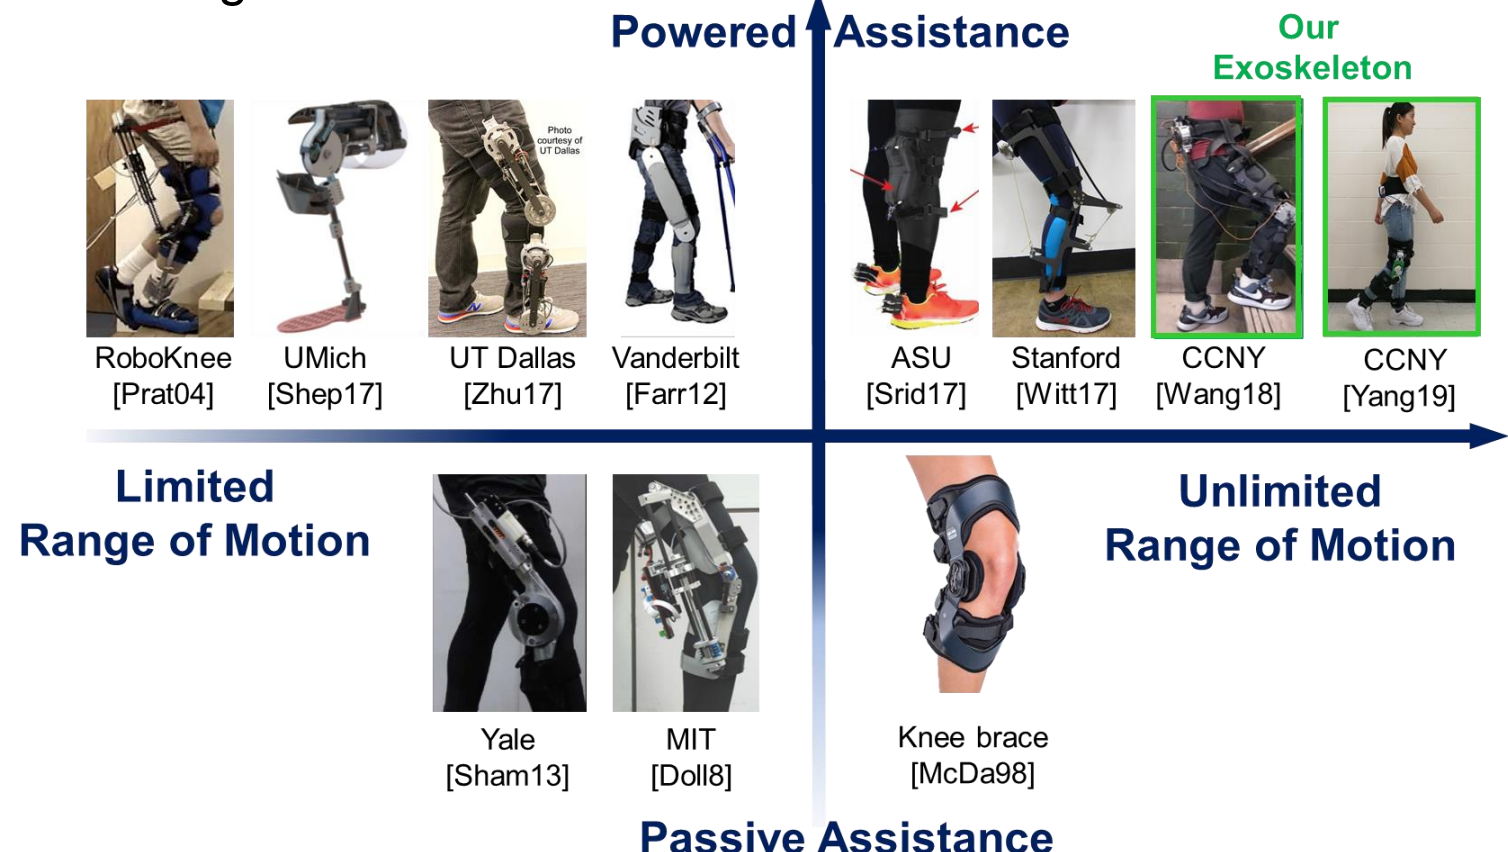 Powered Assistance
Our
Exoskeleton
Photo
courtesy of
UT Dallas
RoboKnee
[Prat04]
UMich
[Shep17]
UT Dallas
[Zhu17]
Vanderbilt
[Farr12]
ASU
[Srid17]
Stanford
[Witt17]
CCNY
[Wang18]
CCNY
[Yang19]
Limited
Range of Motion
Unlimited
Range of Motion
Yale
[Sham13]
MIT
[Doll8]
Knee brace
[McDa98]
Passive Assistance